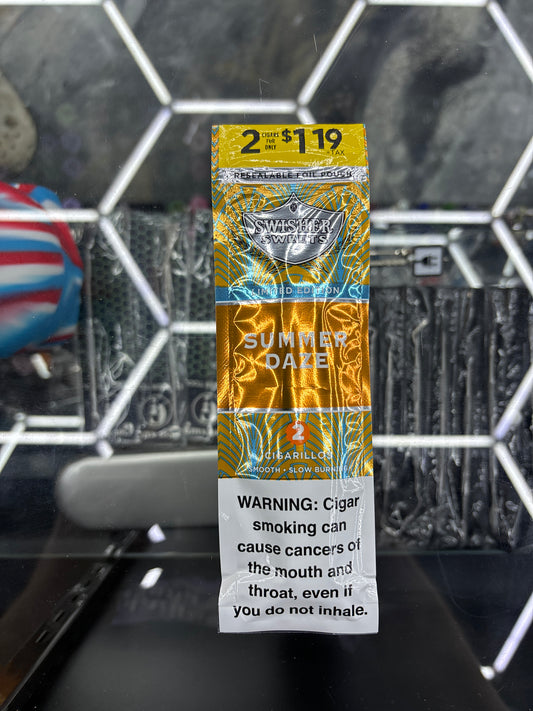 2 CIGARS FOR ONLY $1.19 +TAX
RESEALABLE FOIL POUCH
SWISHER
SWEETS
LIMITED EDITION
SUMMER
DAZE
2
CIGARILLOS
SMOOTH • SLOW BURNING
WARNING: Cigar
smoking can
cause cancers of
the mouth and
throat, even if
you do not inhale.